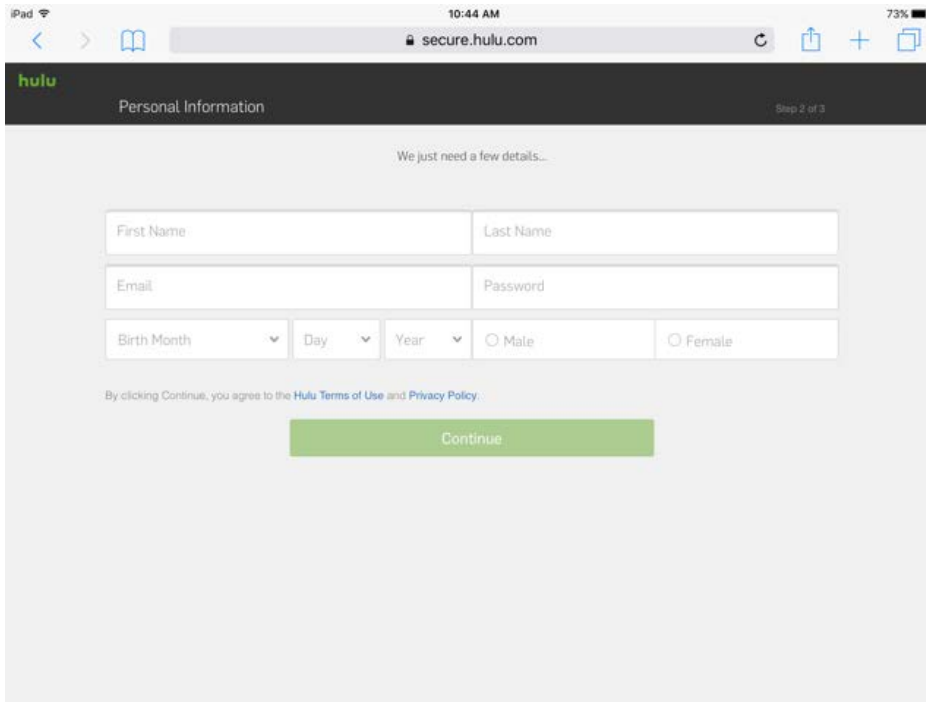 iPad 10:44 AM 73%
secure.hulu.com
hulu
Personal Information Step 2 of 3
We just need a few details...
First Name Last Name
Email Password
Birth Month Day Year Male Female
By clicking Continue, you agree to the Hulu Terms of Use and Privacy Policy.
Continue